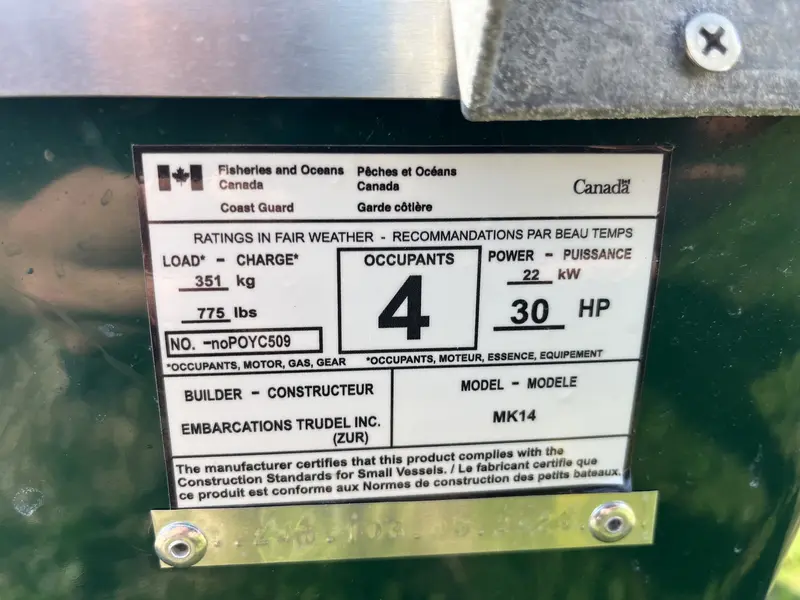 Fisheries and Oceans Canada
Coast Guard
Pêches et Océans Canada
Garde côtière
Canada
RATINGS IN FAIR WEATHER - RECOMMANDATIONS PAR BEAU TEMPS
LOAD* - CHARGE*
351 kg
775 lbs
NO. -noPOYC509
OCCUPANTS
4
POWER - PUISSANCE
22 kW
30 HP
*OCCUPANTS, MOTOR, GAS, GEAR *OCCUPANTS, MOTEUR, ESSENCE, EQUIPEMENT
BUILDER - CONSTRUCTEUR
EMBARCATIONS TRUDEL INC.
(ZUR)
MODEL - MODELE
MK14
The manufacturer certifies that this product complies with the
Construction Standards for Small Vessels. / Le fabricant certifie que
ce produit est conforme aux Normes de construction des petits bateaux.